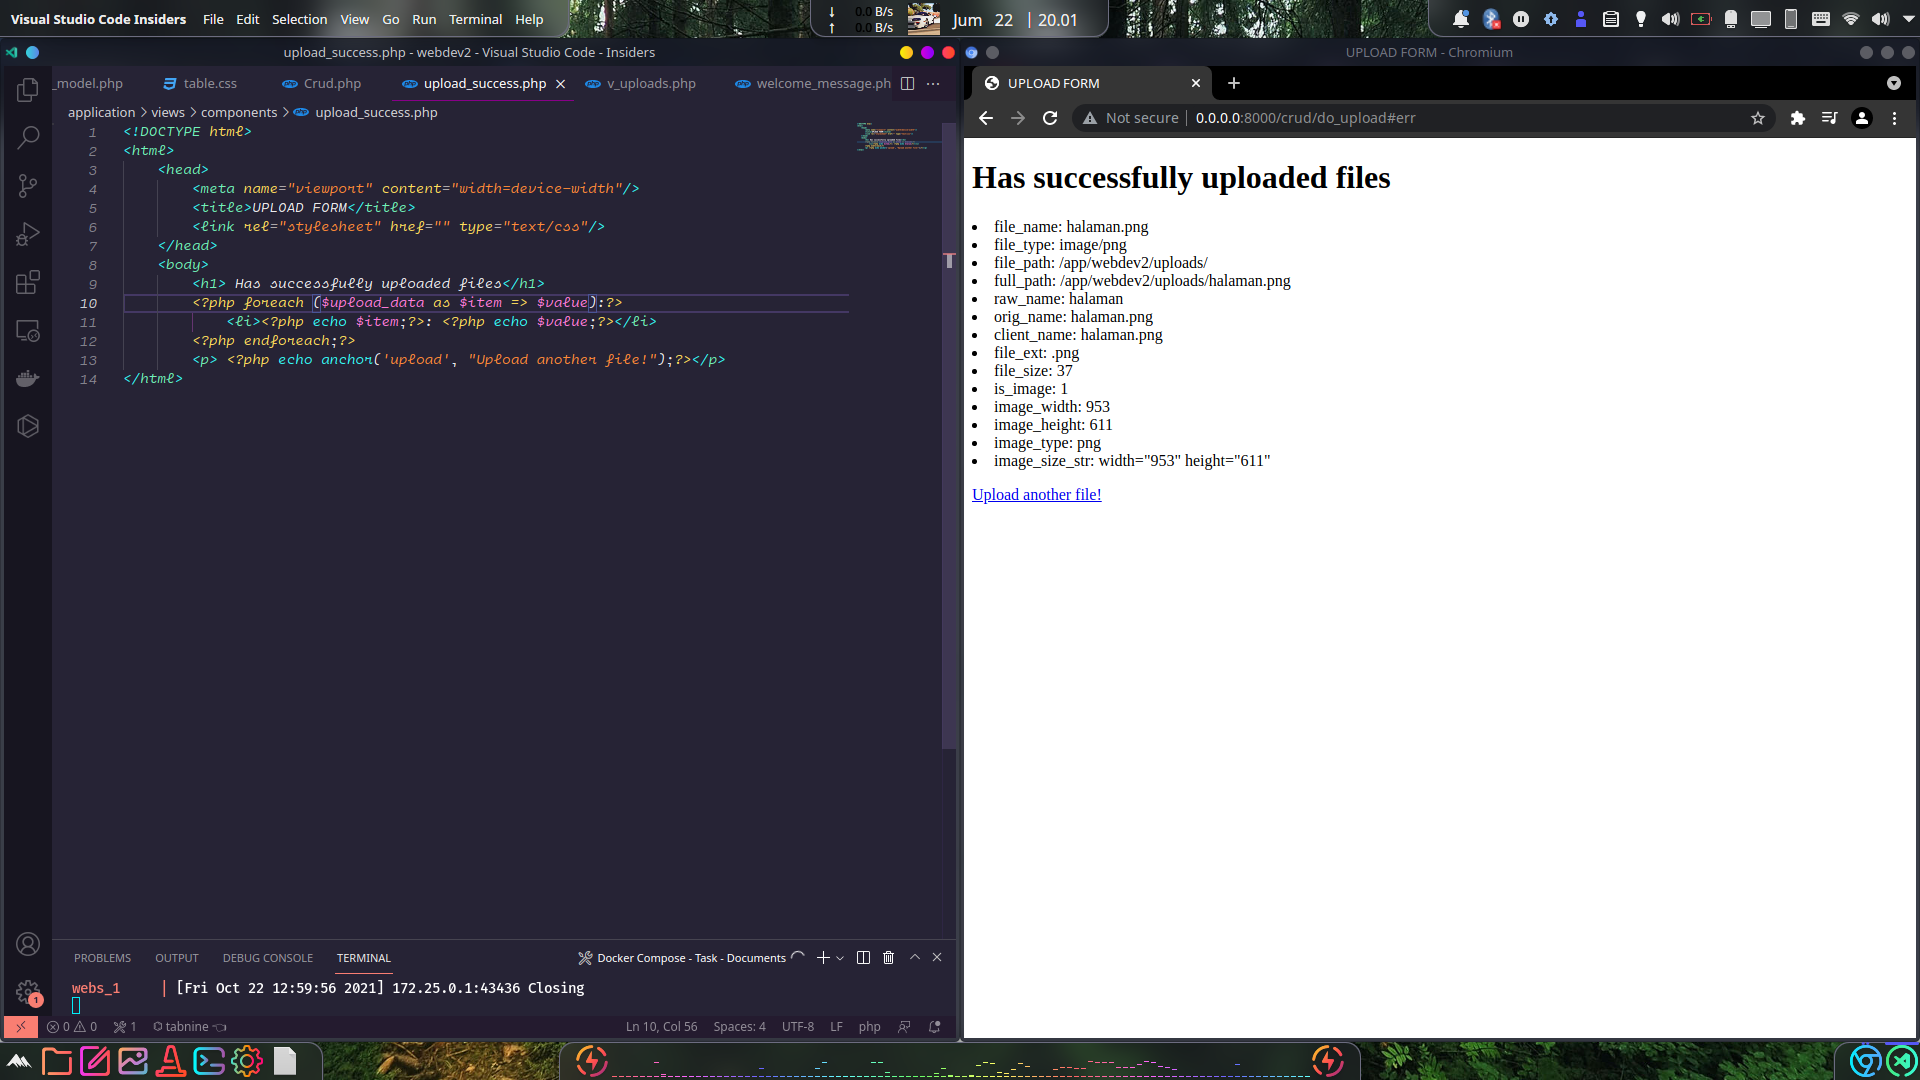 Visual Studio Code Insiders File Edit Selection View Go Run Terminal Help
0.0 B/s
0.0 B/s
Jum 22 | 20.01
upload_success.php - webdev2 - Visual Studio Code - Insiders
_model.php table.css Crud.php upload_success.php v_uploads.php welcome_message.ph
application > views > components > upload_success.php
1 <!DOCTYPE html>
2 <html>
3 <head>
4 <meta name="viewport" content="width=device-width"/>
5 <title>UPLOAD FORM</title>
6 <link rel="stylesheet" href="" type="text/css"/>
7 </head>
8 <body>
9 <h1> Has successfully uploaded files</h1>
10 <?php foreach ($upload_data as $item => $value):?>
11 <li><?php echo $item;?>: <?php echo $value;?></li>
12 <?php endforeach;?>
13 <p> <?php echo anchor('upload', "Upload another file!");?></p>
14 </html>
PROBLEMS OUTPUT DEBUG CONSOLE TERMINAL Docker Compose - Task - Documents
webs_1 | [Fri Oct 22 12:59:56 2021] 172.25.0.1:43436 Closing
0 0 1 tabnine Ln 10, Col 56 Spaces: 4 UTF-8 LF php
1
UPLOAD FORM - Chromium
UPLOAD FORM
Not secure | 0.0.0.0:8000/crud/do_upload#err
Has successfully uploaded files
file_name: halaman.png
file_type: image/png
file_path: /app/webdev2/uploads/
full_path: /app/webdev2/uploads/halaman.png
raw_name: halaman
orig_name: halaman.png
client_name: halaman.png
file_ext: .png
file_size: 37
is_image: 1
image_width: 953
image_height: 611
image_type: png
image_size_str: width="953" height="611"
Upload another file!